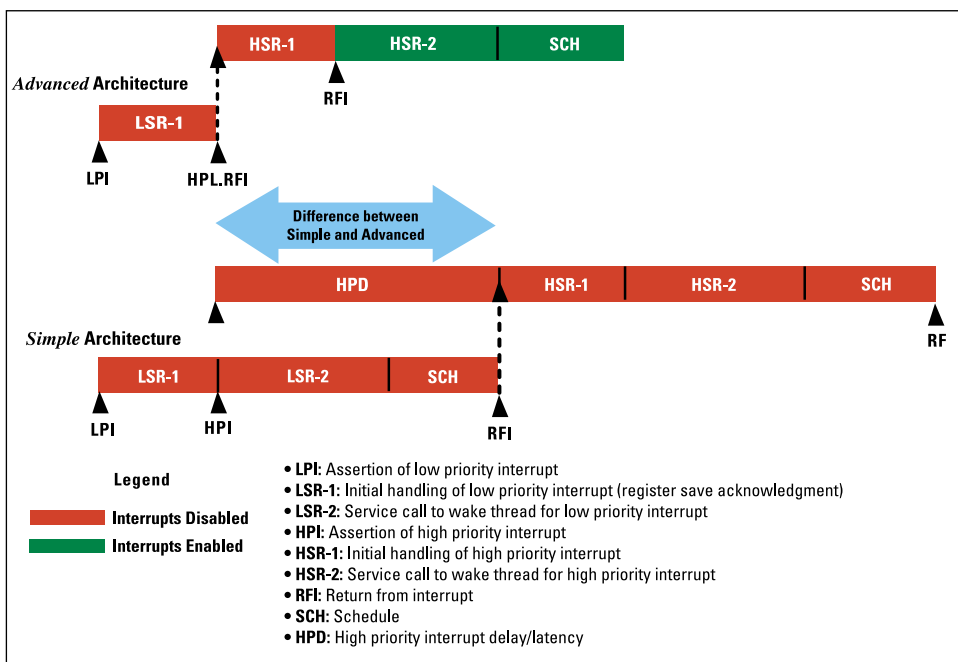 HSR-1 HSR-2 SCH
Advanced Architecture
RFI
LSR-1
LPI HPL.RFI
Difference between
Simple and Advanced
HPD HSR-1 HSR-2 SCH
Simple Architecture
RF
LSR-1 LSR-2 SCH
LPI HPI RFI
Legend
Interrupts Disabled
Interrupts Enabled
• LPI: Assertion of low priority interrupt
• LSR-1: Initial handling of low priority interrupt (register save acknowledgment)
• LSR-2: Service call to wake thread for low priority interrupt
• HPI: Assertion of high priority interrupt
• HSR-1: Initial handling of high priority interrupt
• HSR-2: Service call to wake thread for high priority interrupt
• RFI: Return from interrupt
• SCH: Schedule
• HPD: High priority interrupt delay/latency